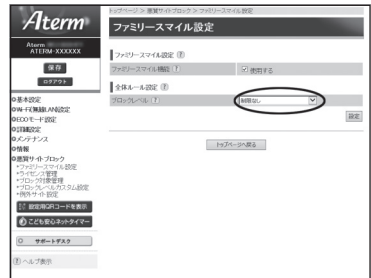 トップページ > 悪質サイトブロック > ファミリースマイル設定
Aterm
Aterm
ATERM-XXXXXX
保存
ログアウト
基本設定
Wi-Fi(無線LAN)設定
ECOモード設定
詳細設定
メンテナンス
情報
悪質サイトブロック
ファミリースマイル設定
ライセンス管理
ブロック対象管理
ブロックレベルカスタム設定
例外サイト設定
設定用QRコードを表示
こども安心ネットタイマー
サポートデスク
? ヘルプ表示
ファミリースマイル設定
ファミリースマイル設定 ?
ファミリースマイル機能 ?
使用する
全体ルール設定 ?
ブロックレベル ?
制限なし
設定
トップページへ戻る